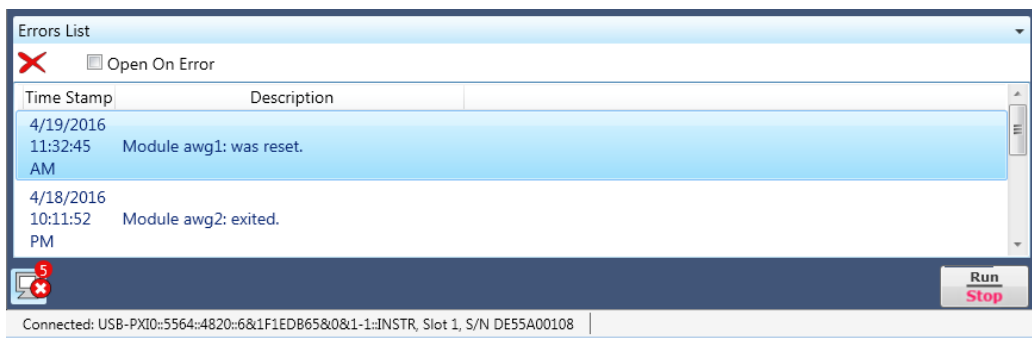 Errors List
Open On Error
Time Stamp Description
4/19/2016
11:32:45 Module awg1: was reset.
AM
4/18/2016
10:11:52 Module awg2: exited.
PM
5
Run
Stop
Connected: USB-PXI0::5564::4820::6&1F1EDB65&0&1-1::INSTR, Slot 1, S/N DE55A00108